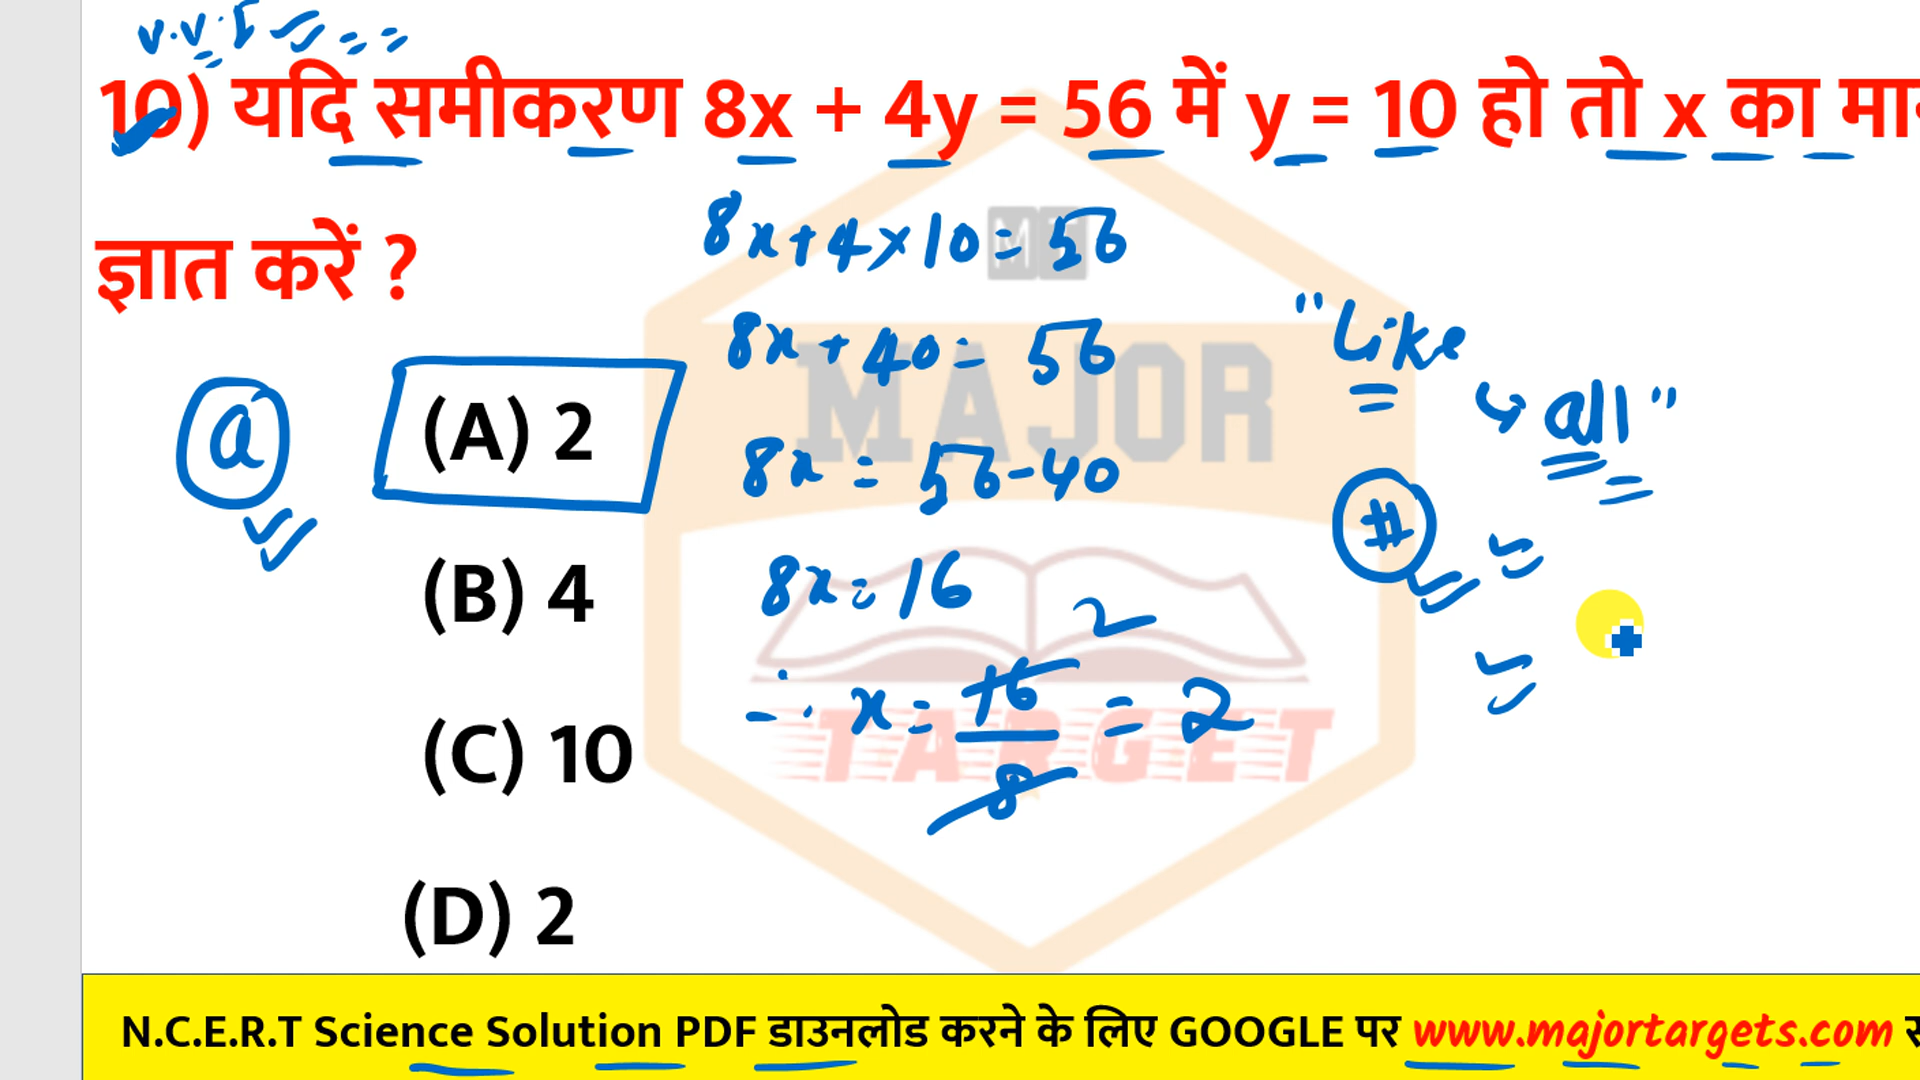 v.v.I
10) यदि समीकरण 8x + 4y = 56 में y = 10 हो तो x का
ज्ञात करें ?
8x+4×10=56
8x+40=56
8x=56-40
8x=16
∴ x=16/8=2
2
"Like
all"
#
a
(A) 2
(B) 4
(C) 10
(D) 2
MT
MAJOR
TARGET
N.C.E.R.T Science Solution PDF डाउनलोड करने के लिए GOOGLE पर www.majortargets.com